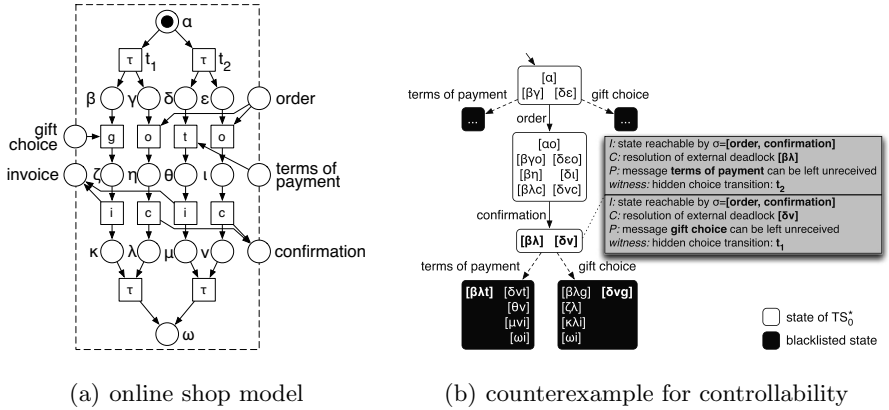 α
τ t1 τ t2
β γ δ ε order
gift choice
g o t o
invoice ζ η θ ι terms of payment
i c i c
κ λ μ ν confirmation
τ τ
ω
(a) online shop model
[α]
[βγ] [δε]
terms of payment gift choice
... order ...
[αo]
[βγo] [δεo]
[βη] [δι]
[βλc] [δνc]
confirmation
[βλ] [δν]
terms of payment gift choice
[βλt] [δνt]
[θν]
[μνi]
[ωi]
[βλg] [δνg]
[ζλ]
[κλi]
[ωi]
I: state reachable by σ=[order, confirmation]
C: resolution of external deadlock [βλ]
P: message terms of payment can be left unreceived
witness: hidden choice transition: t2
I: state reachable by σ=[order, confirmation]
C: resolution of external deadlock [δν]
P: message gift choice can be left unreceived
witness: hidden choice transition: t1
state of TS*0
blacklisted state
(b) counterexample for controllability